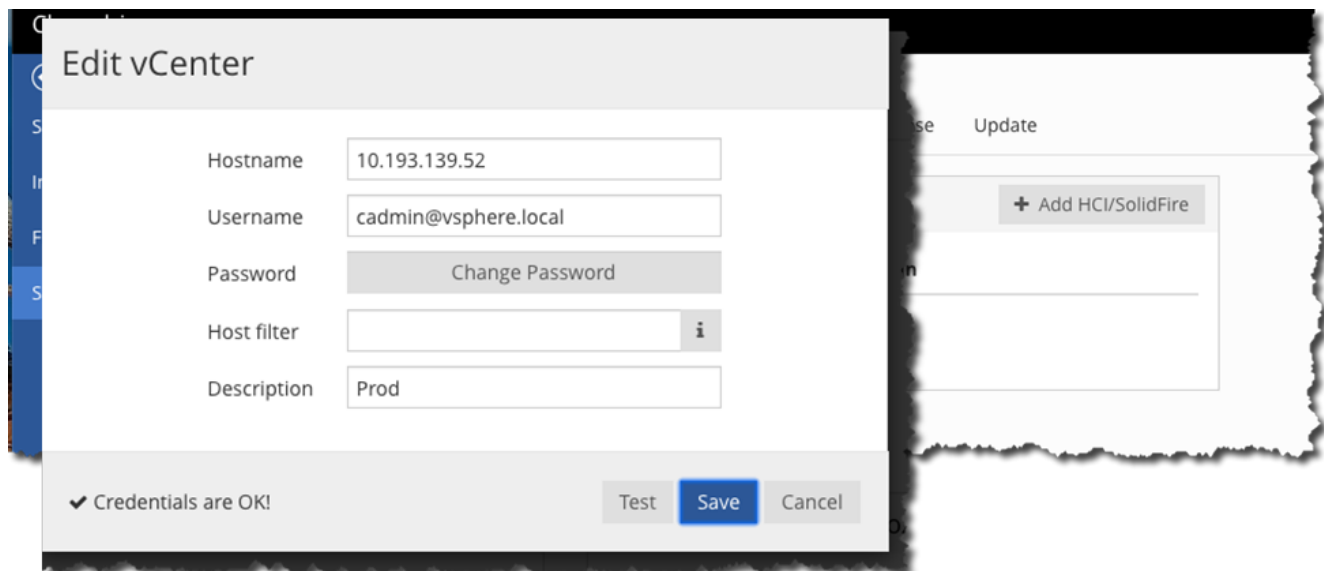 Edit vCenter
Update
Hostname 10.193.139.52
+ Add HCI/SolidFire
Username cadmin@vsphere.local
Password Change Password
Host filter i
Description Prod
✔ Credentials are OK! Test Save Cancel